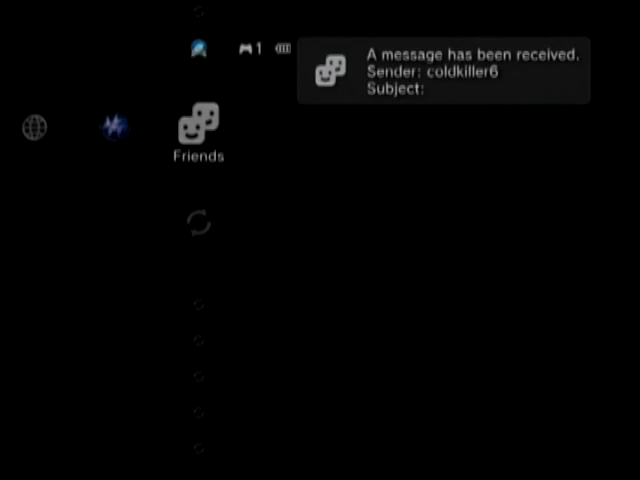 1
A message has been received.
Sender: coldkiller6
Subject:
Friends